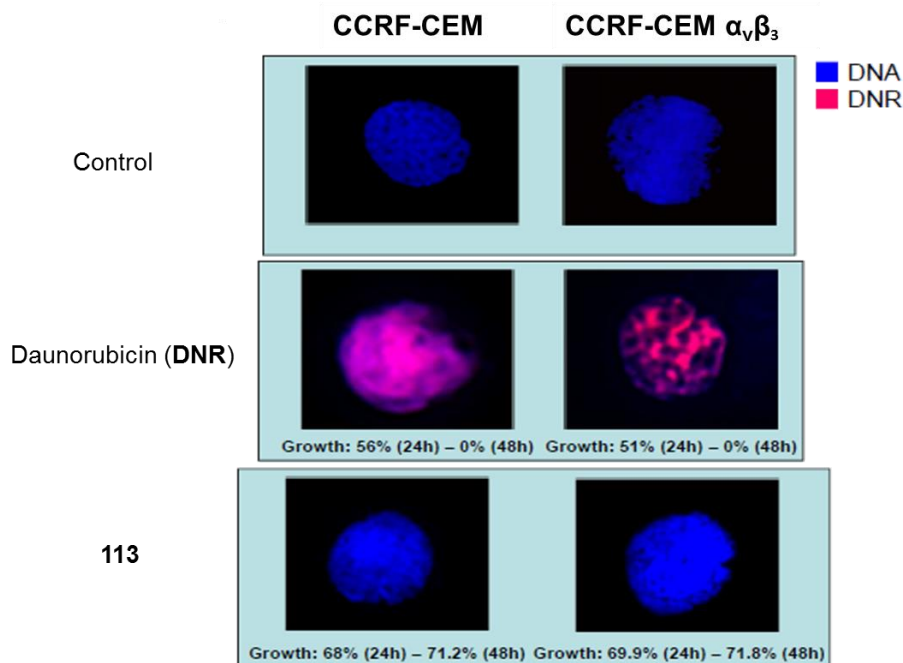 CCRF-CEM CCRF-CEM αᵥβ₃
DNA
DNR
Control
Daunorubicin (DNR)
Growth: 56% (24h) – 0% (48h) Growth: 51% (24h) – 0% (48h)
113
Growth: 68% (24h) – 71.2% (48h) Growth: 69.9% (24h) – 71.8% (48h)